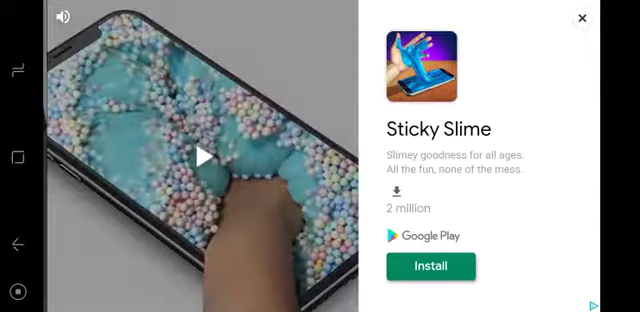 Sticky Slime
Slimey goodness for all ages.
All the fun, none of the mess.
2 million
Google Play
Install